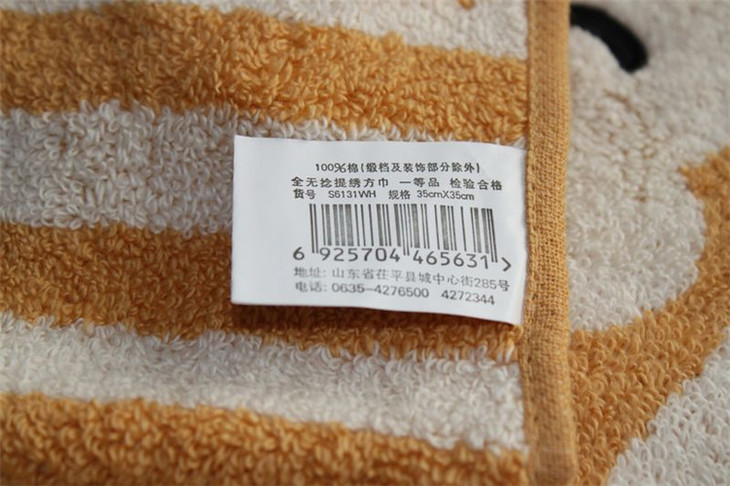 100%棉(缎档及装饰部分除外)
全无捻提绣方巾 一等品 检验合格
货号 S6131WH 规格 35cmX35cm
6 925704 465631 >
地址: 山东省茌平县城中心街285号
电话: 0635-4276500 4272344